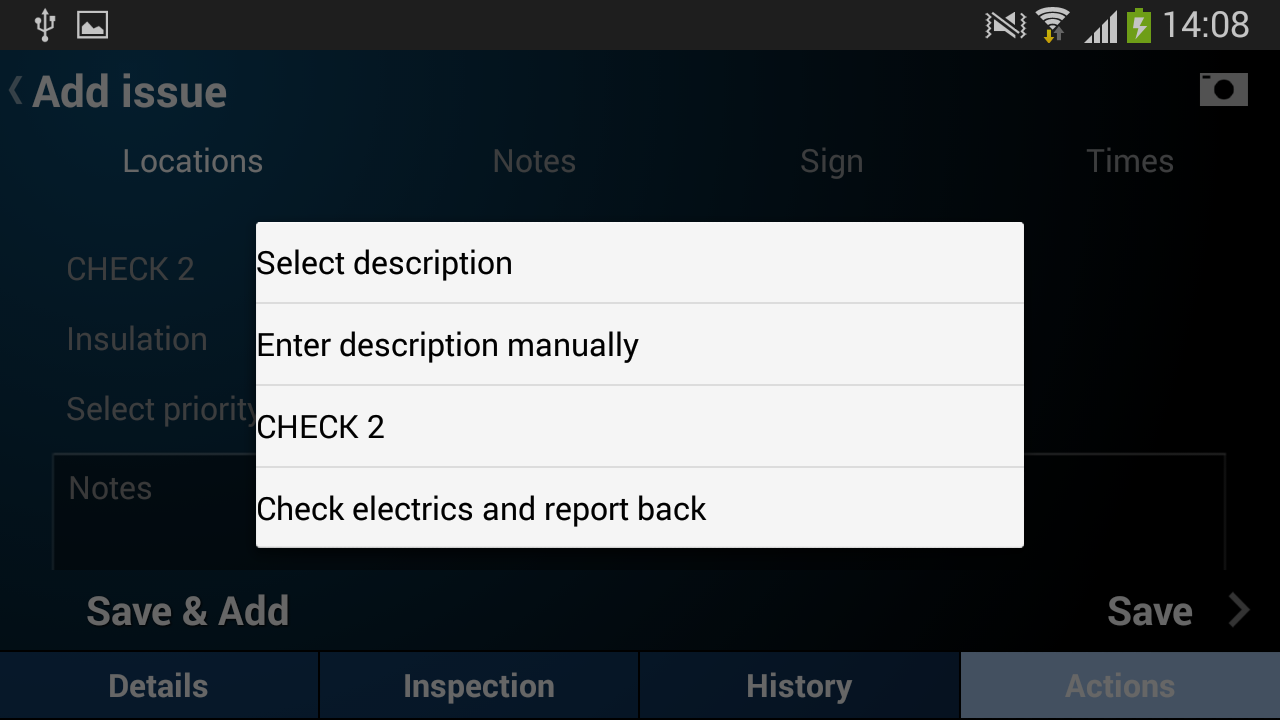 14:08
Add issue
Locations Notes Sign Times
CHECK 2
Insulation
Select priority
Notes
Select description
Enter description manually
CHECK 2
Check electrics and report back
Save & Add Save
Details Inspection History Actions